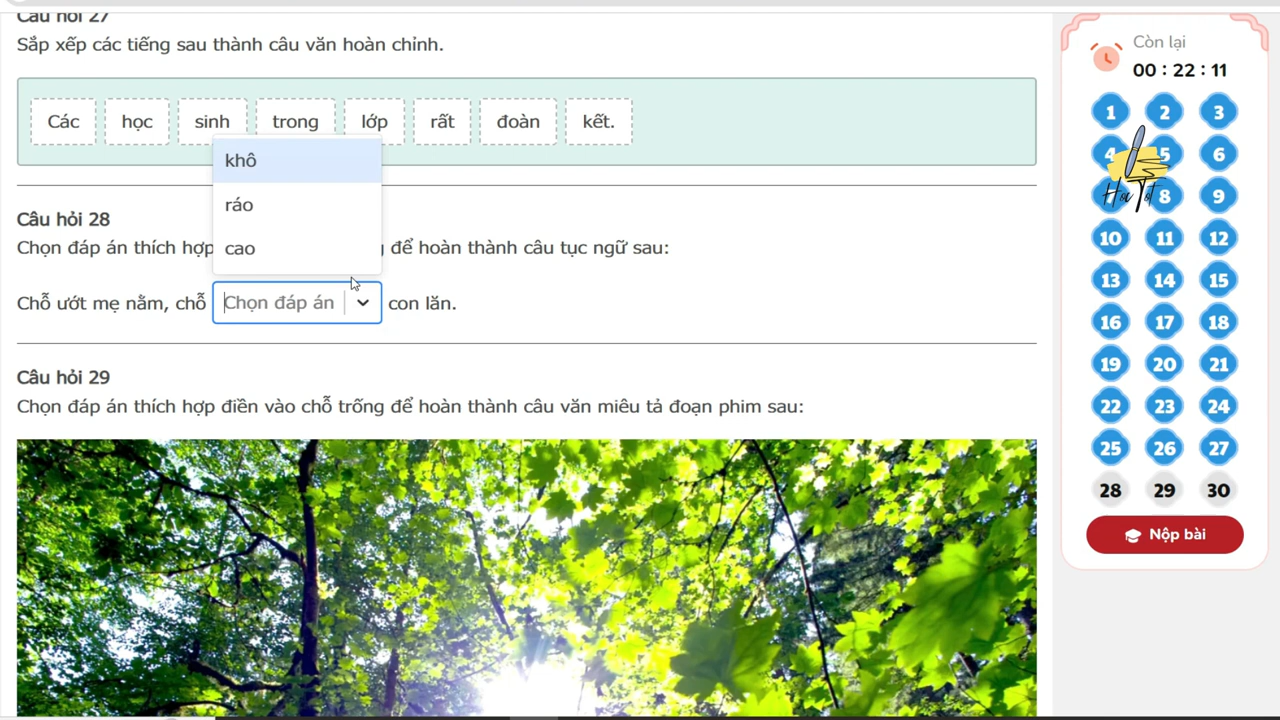 Câu hỏi 27
Sắp xếp các tiếng sau thành câu văn hoàn chỉnh.
Các học sinh trong lớp rất đoàn kết.
khô
ráo
cao
Câu hỏi 28
Chọn đáp án thích hợp để hoàn thành câu tục ngữ sau:
Chỗ ướt mẹ nằm, chỗ Chọn đáp án con lăn.
Câu hỏi 29
Chọn đáp án thích hợp điền vào chỗ trống để hoàn thành câu văn miêu tả đoạn phim sau:
Còn lại
00 : 22 : 11
1 2 3
4 5 6
8 9
Học Tốt
10 11 12
13 14 15
16 17 18
19 20 21
22 23 24
25 26 27
28 29 30
Nộp bài